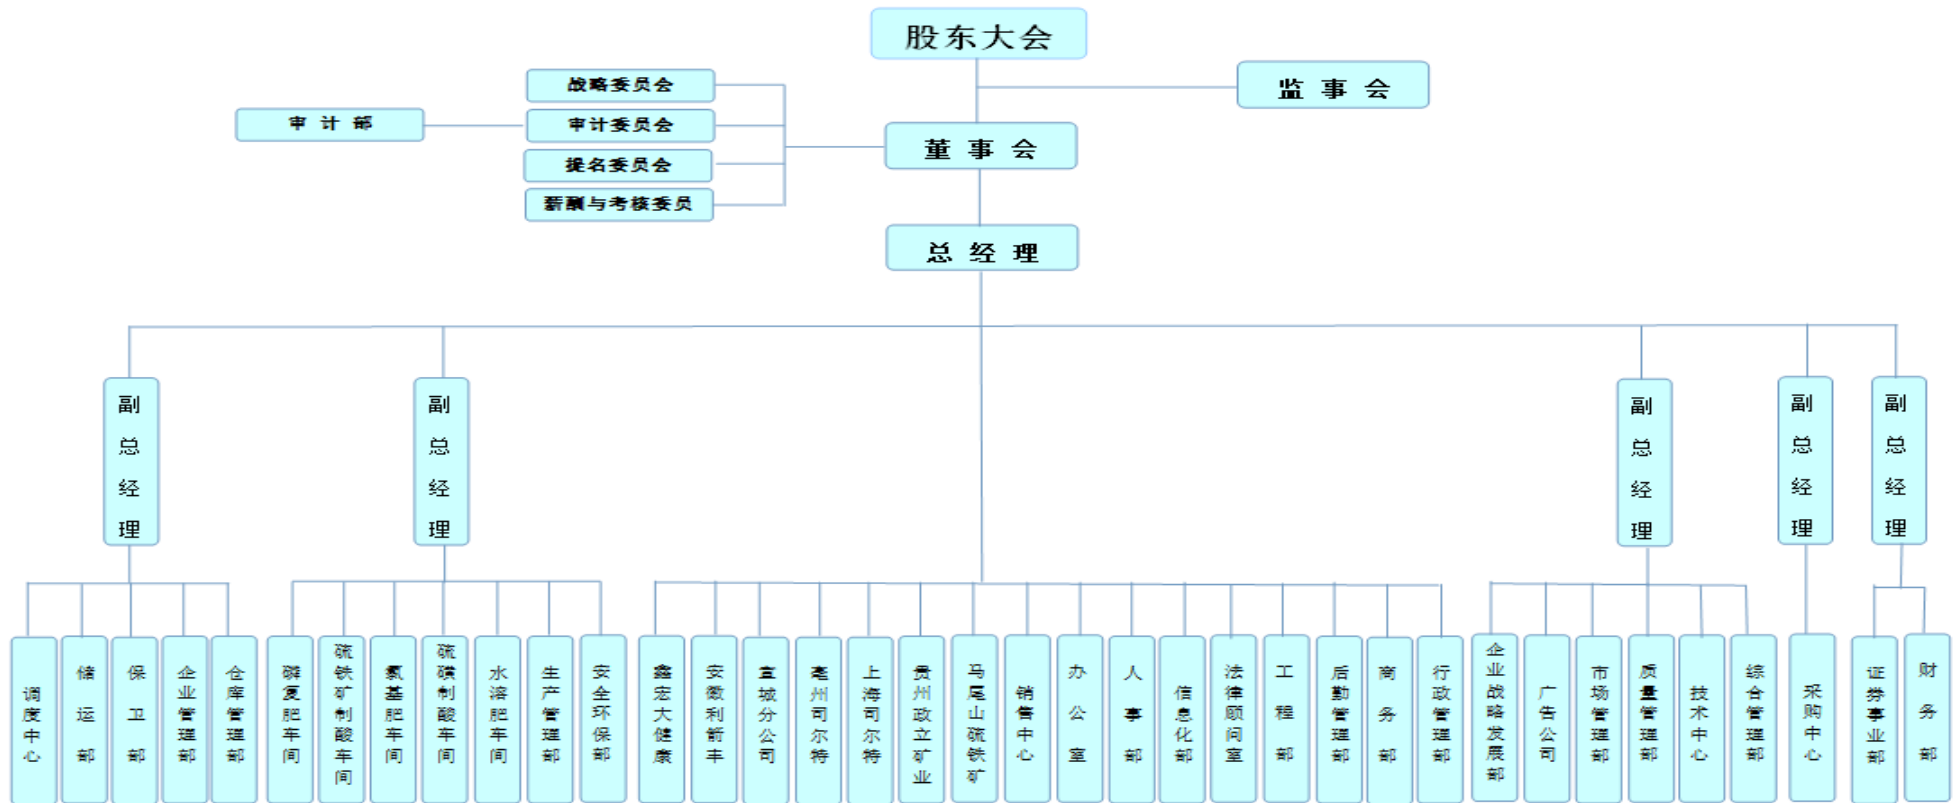 股东大会
监事会
战略委员会
审计部
审计委员会
董事会
提名委员会
薪酬与考核委员
总经理
副总经理
副总经理
副总经理
副总经理
副总经理
调度中心
储运部
保卫部
企业管理部
仓库管理部
磷复肥车间
硫铁矿制酸车间
氯基肥车间
硫磺制酸车间
水溶肥车间
生产管理部
安全环保部
鑫宏大健康
安徽利箭丰
宣城分公司
亳州司尔特
上海司尔特
贵州政立矿业
马尾山硫铁矿
销售中心
办公室
人事部
信息化部
法律顾问室
工程部
后勤管理部
商务部
行政管理部
企业战略发展部
广告公司
市场管理部
质量管理部
技术中心
综合管理部
采购中心
证券事业部
财务部